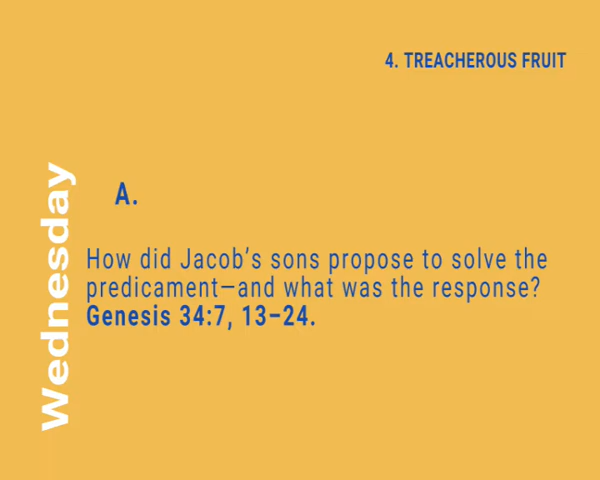 4. TREACHEROUS FRUIT
Wednesday
A.
How did Jacob’s sons propose to solve the
predicament—and what was the response?
Genesis 34:7, 13–24.